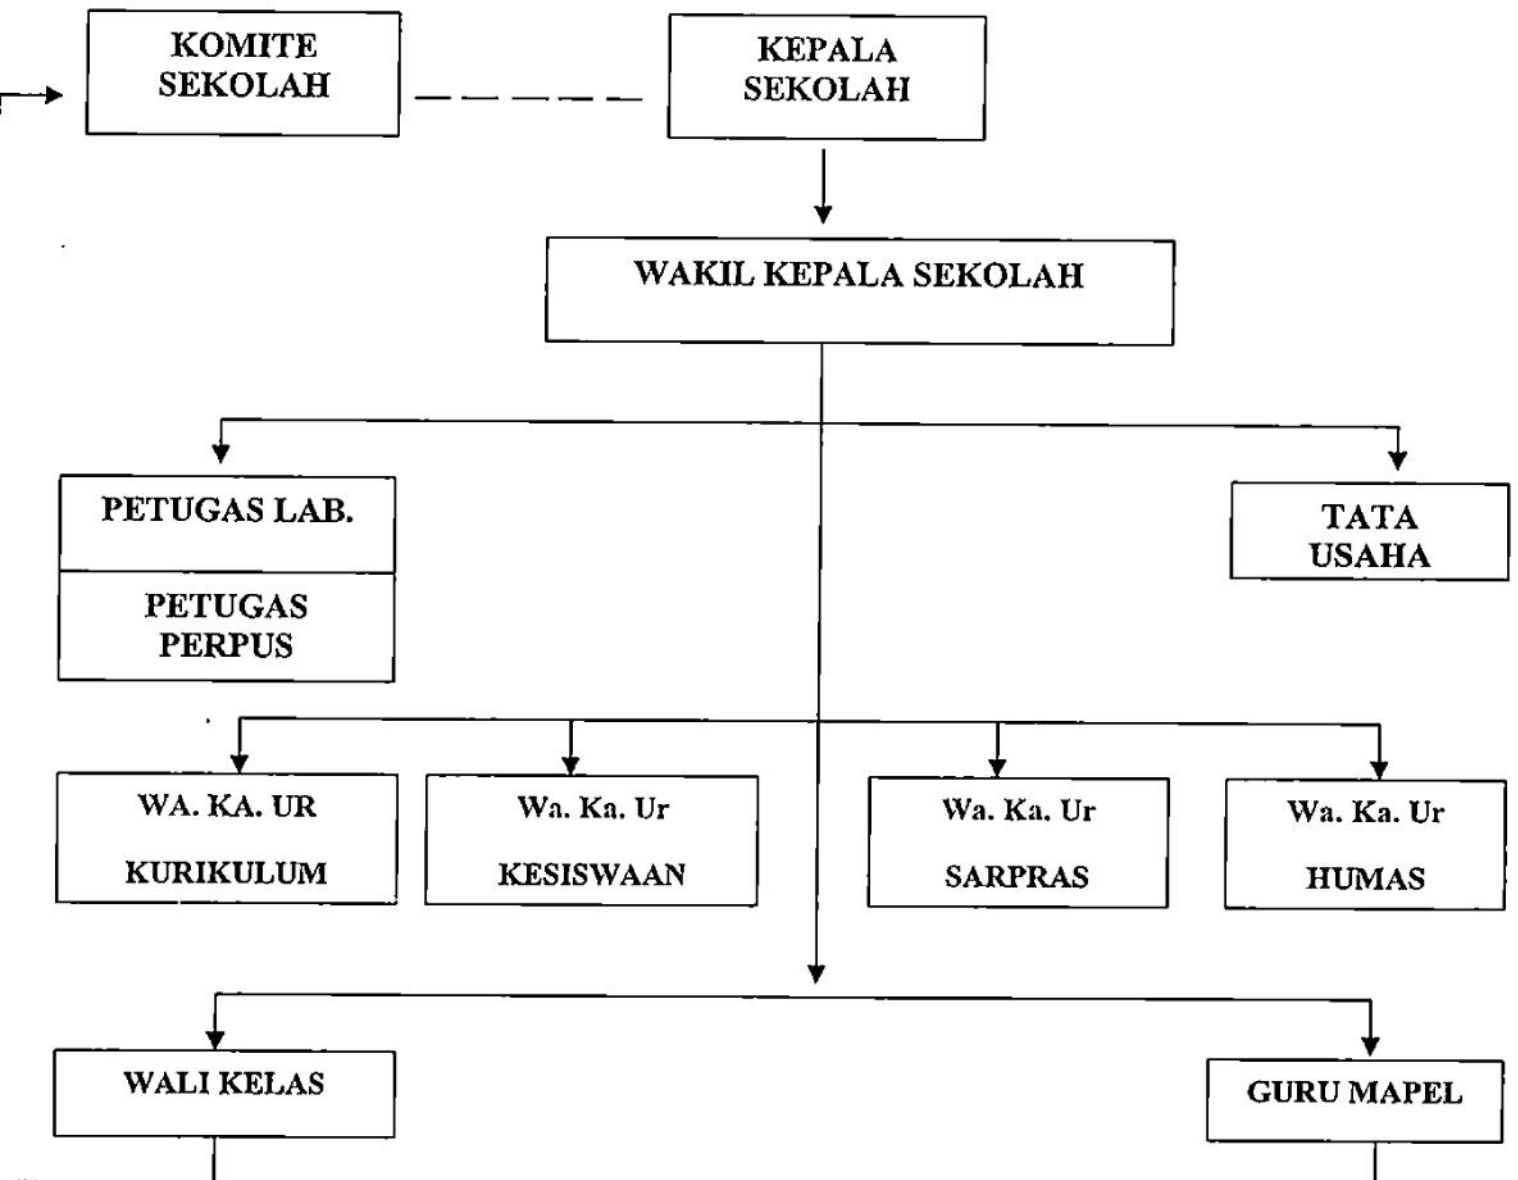 KOMITE
SEKOLAH
KEPALA
SEKOLAH
WAKIL KEPALA SEKOLAH
PETUGAS LAB.
PETUGAS
PERPUS
TATA
USAHA
WA. KA. UR
KURIKULUM
Wa. Ka. Ur
KESISWAAN
Wa. Ka. Ur
SARPRAS
Wa. Ka. Ur
HUMAS
WALI KELAS
GURU MAPEL